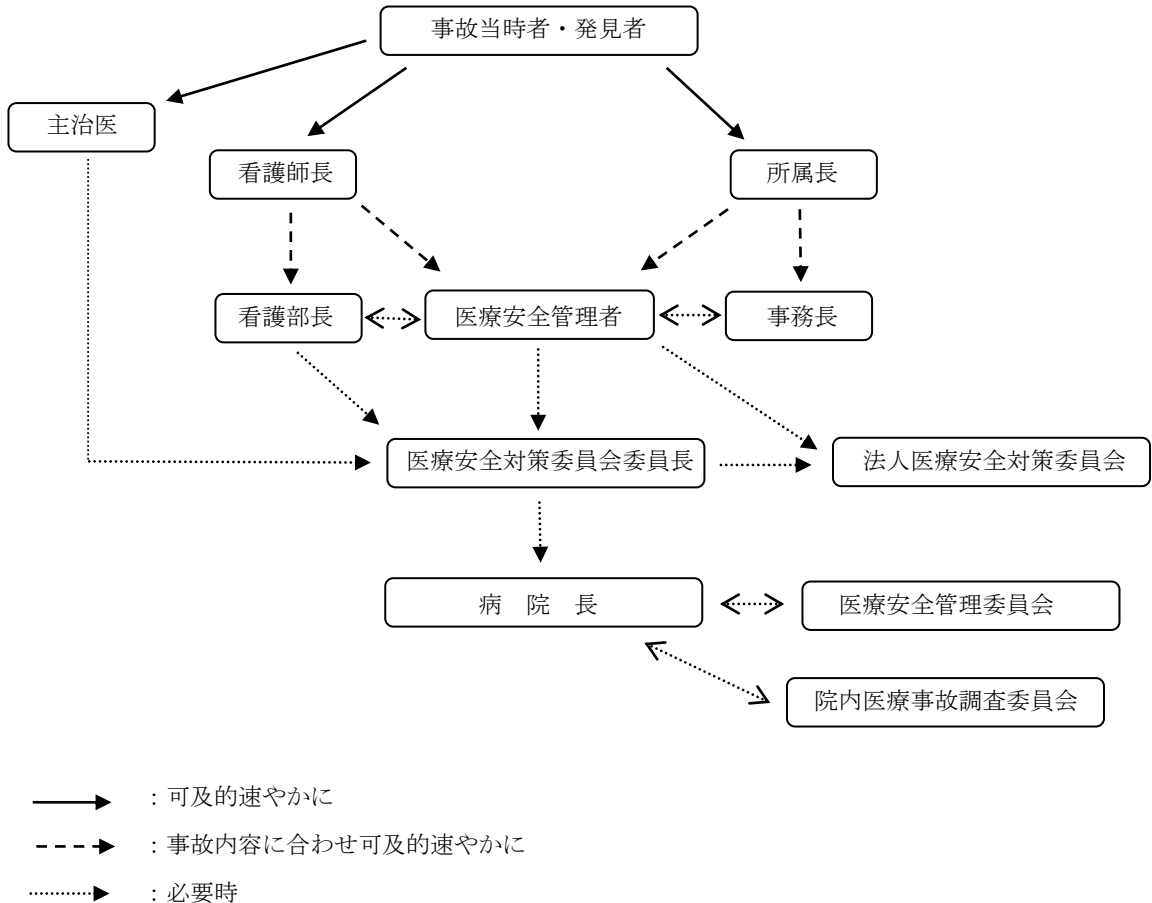 事故当時者・発見者
主治医
看護師長
所属長
看護部長
医療安全管理者
事務長
医療安全対策委員会委員長
法人医療安全対策委員会
病　院　長
医療安全管理委員会
院内医療事故調査委員会
：可及的速やかに
：事故内容に合わせ可及的速やかに
：必要時